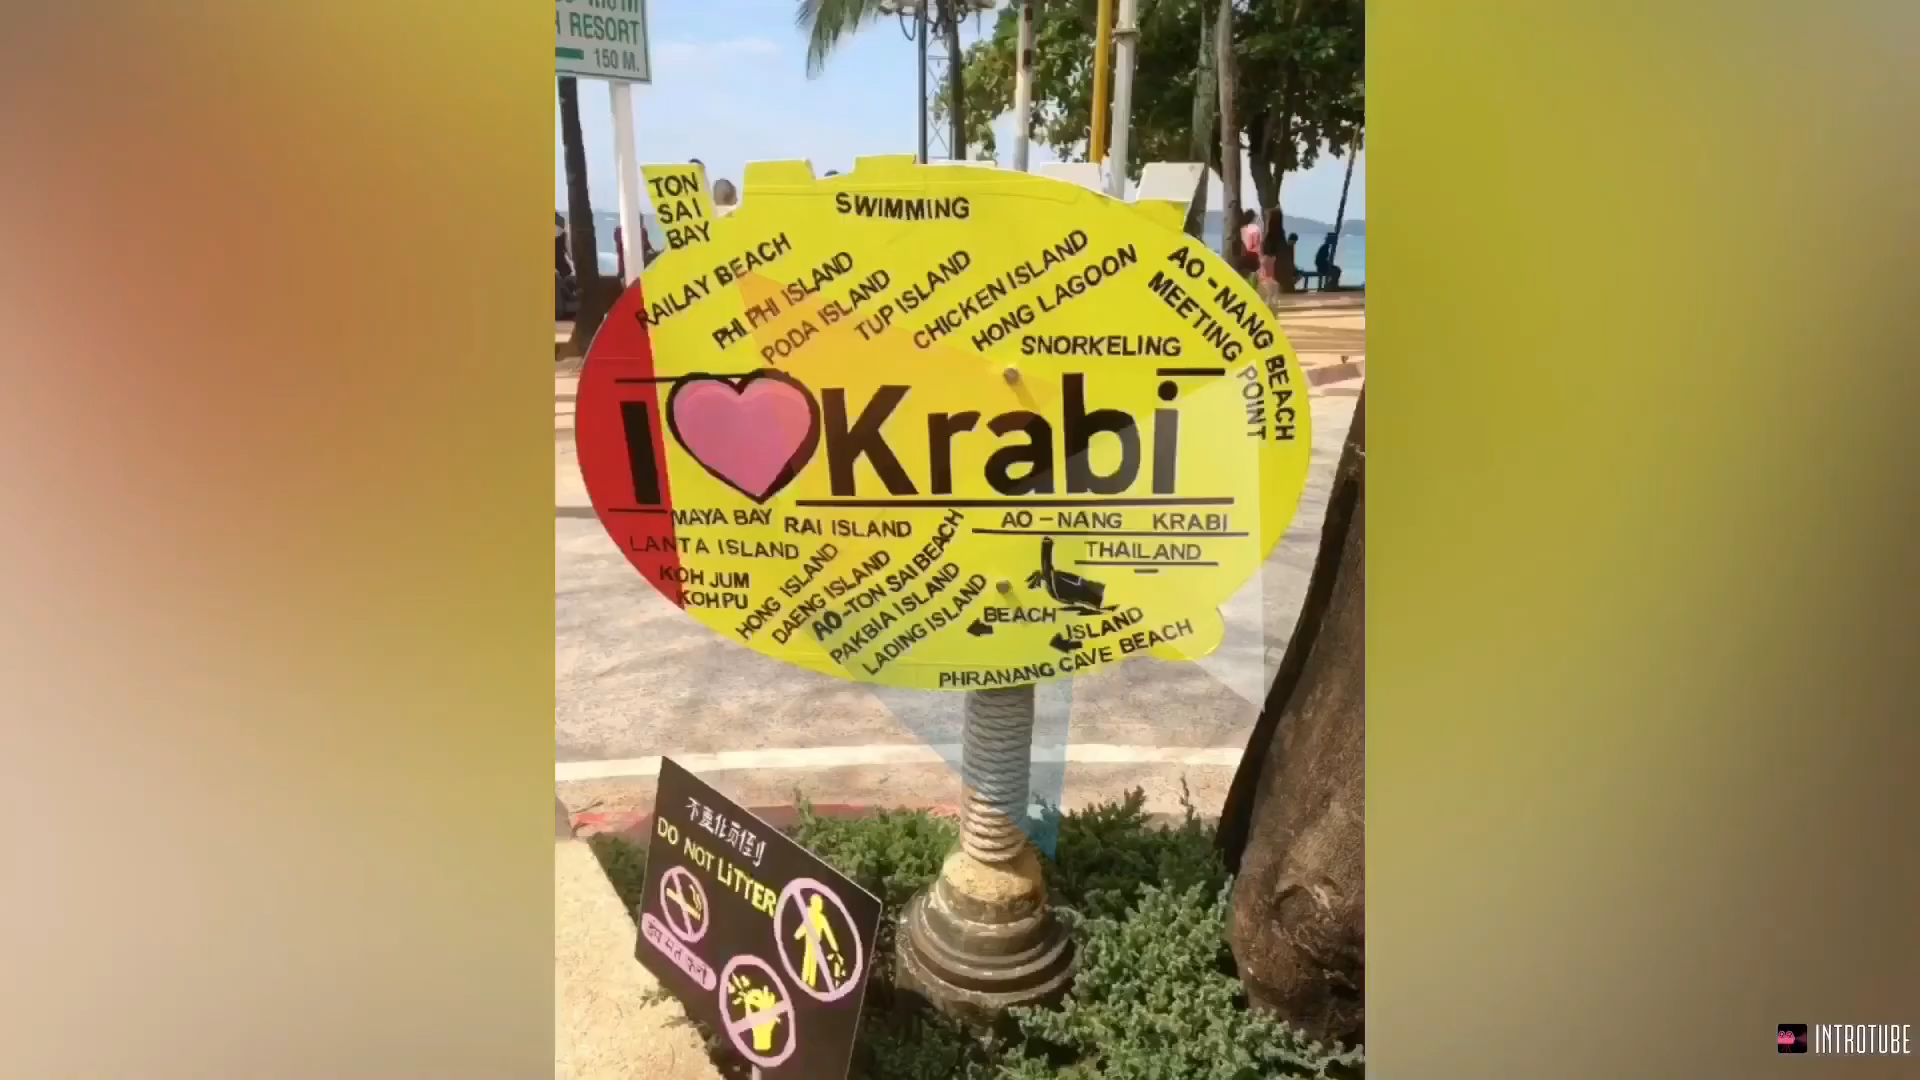 RESORT
150 M.
TON
SAI
BAY
SWIMMING
RAILAY BEACH
PHI PHI ISLAND
PODA ISLAND
TUP ISLAND
CHICKEN ISLAND
HONG LAGOON
SNORKELING
AO-NANG BEACH
MEETING POINT
I Krabi
MAYA BAY
RAI ISLAND
AO-NANG KRABI
THAILAND
LANTA ISLAND
KOH JUM
KOH PU
HONG ISLAND
DAENG ISLAND
AO-TON SAI BEACH
PAKBIA ISLAND
LADING ISLAND
BEACH
ISLAND
PHRANANG CAVE BEACH
DO NOT LiTTER
INTROTUBE